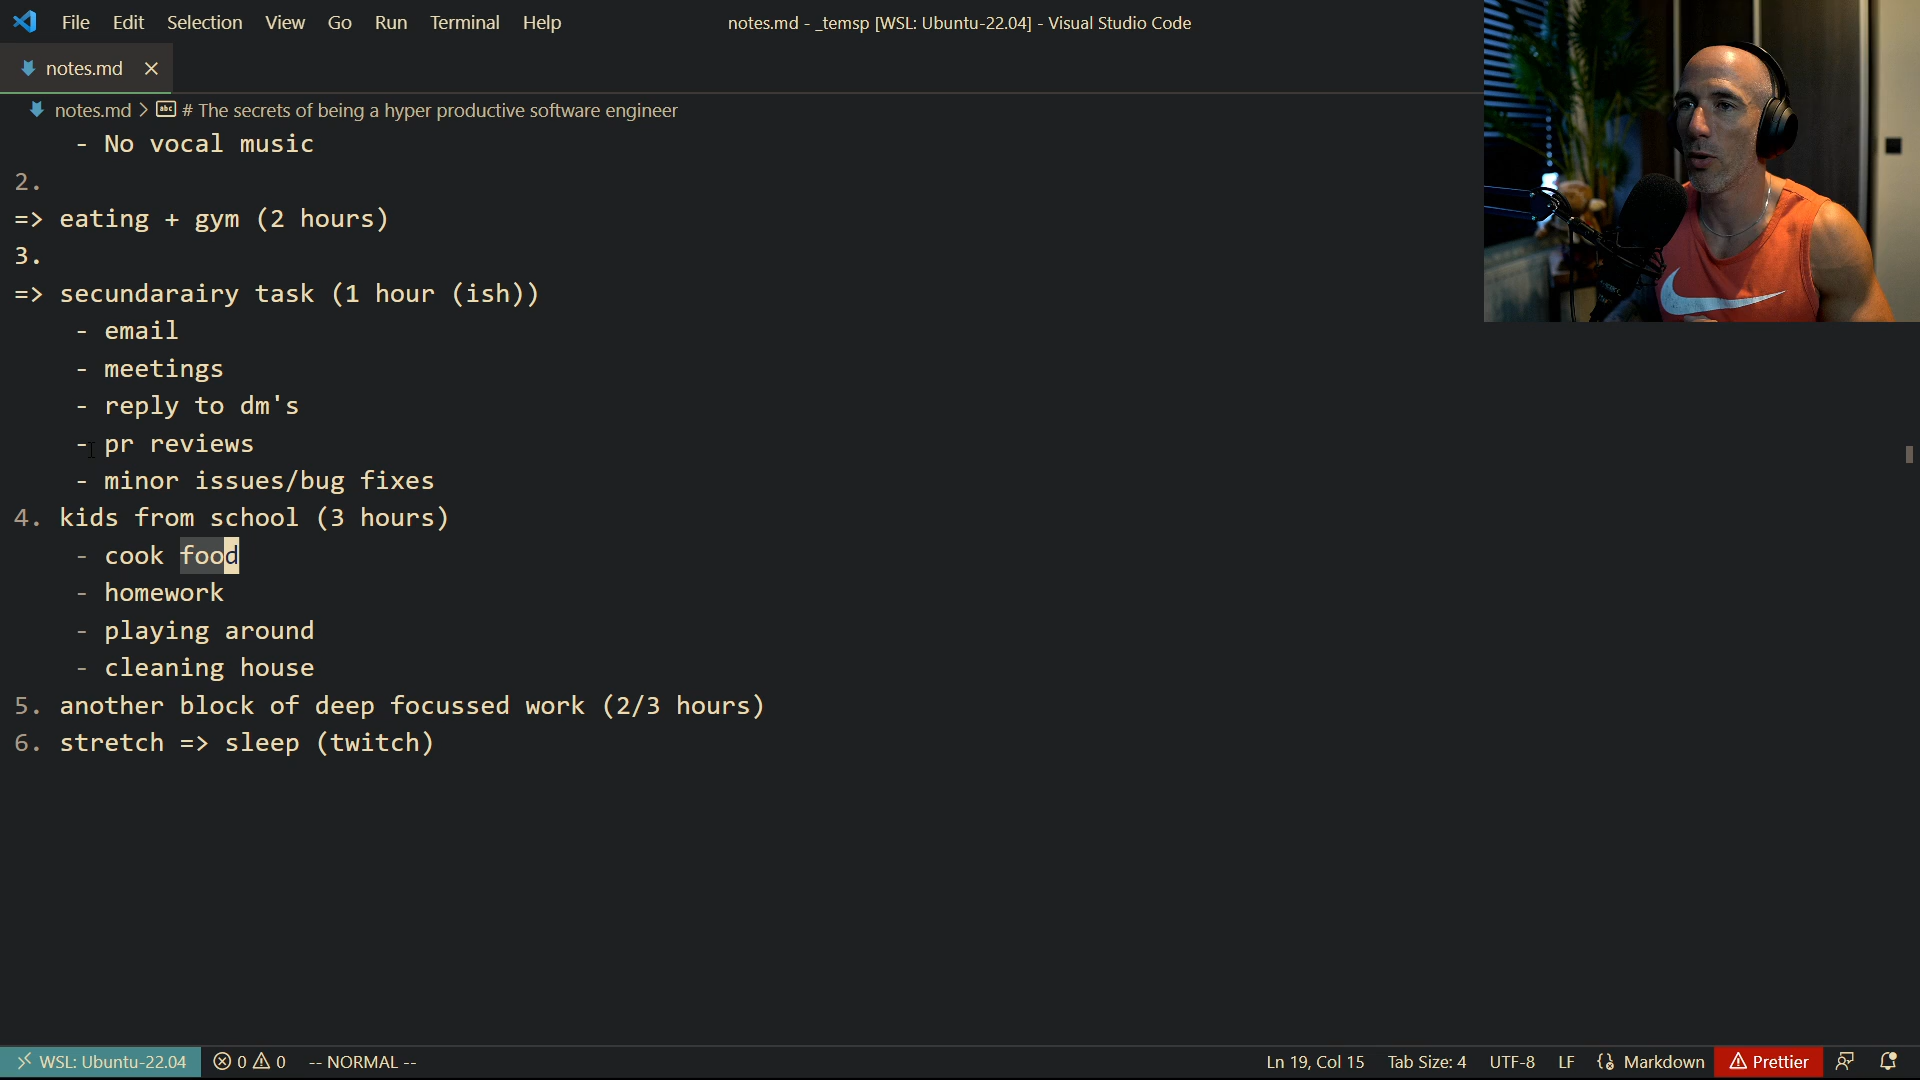 File Edit Selection View Go Run Terminal Help
notes.md - _temsp [WSL: Ubuntu-22.04] - Visual Studio Code
notes.md
notes.md > # The secrets of being a hyper productive software engineer
- No vocal music
2.
=> eating + gym (2 hours)
3.
=> secundarairy task (1 hour (ish))
- email
- meetings
- reply to dm's
- pr reviews
- minor issues/bug fixes
4. kids from school (3 hours)
- cook food
- homework
- playing around
- cleaning house
5. another block of deep focussed work (2/3 hours)
6. stretch => sleep (twitch)
WSL: Ubuntu-22.04 0 0 -- NORMAL -- Ln 19, Col 15 Tab Size: 4 UTF-8 LF Markdown Prettier